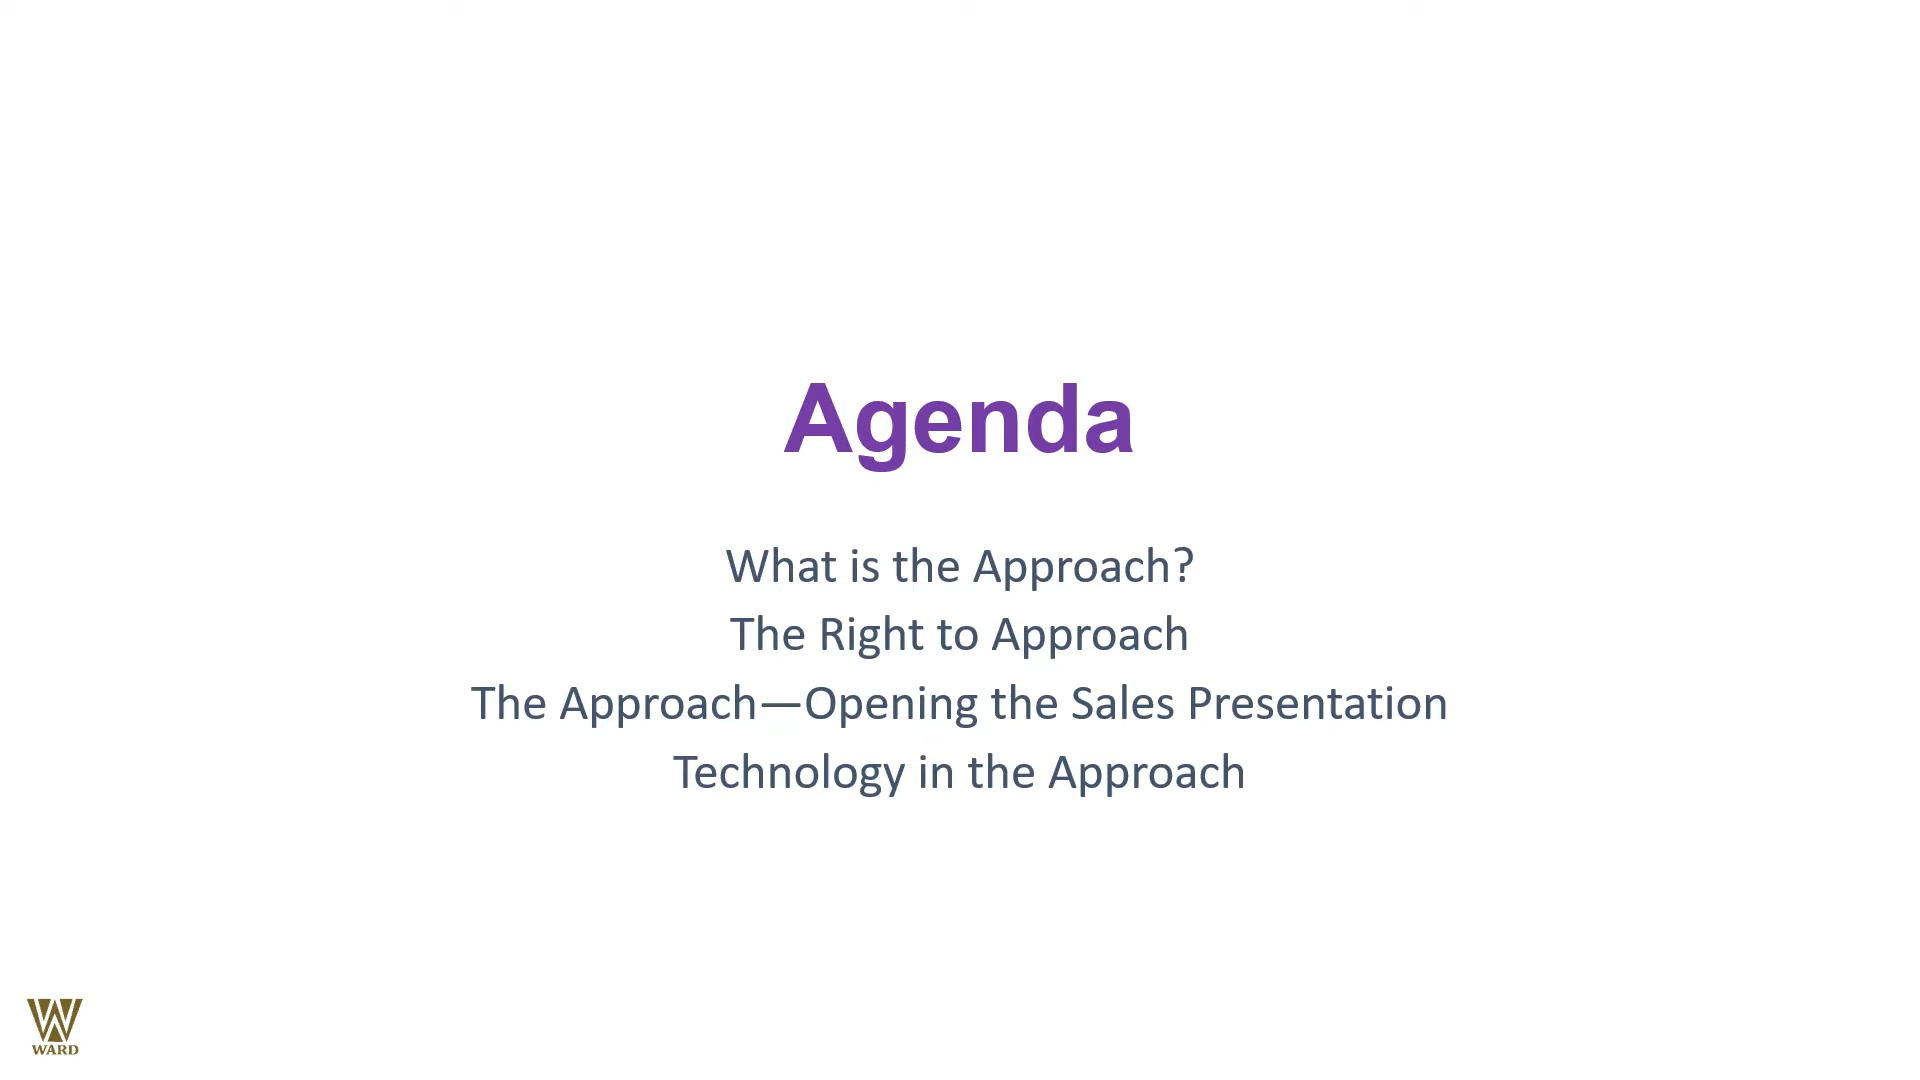 Agenda
What is the Approach?
The Right to Approach
The Approach—Opening the Sales Presentation
Technology in the Approach
WARD